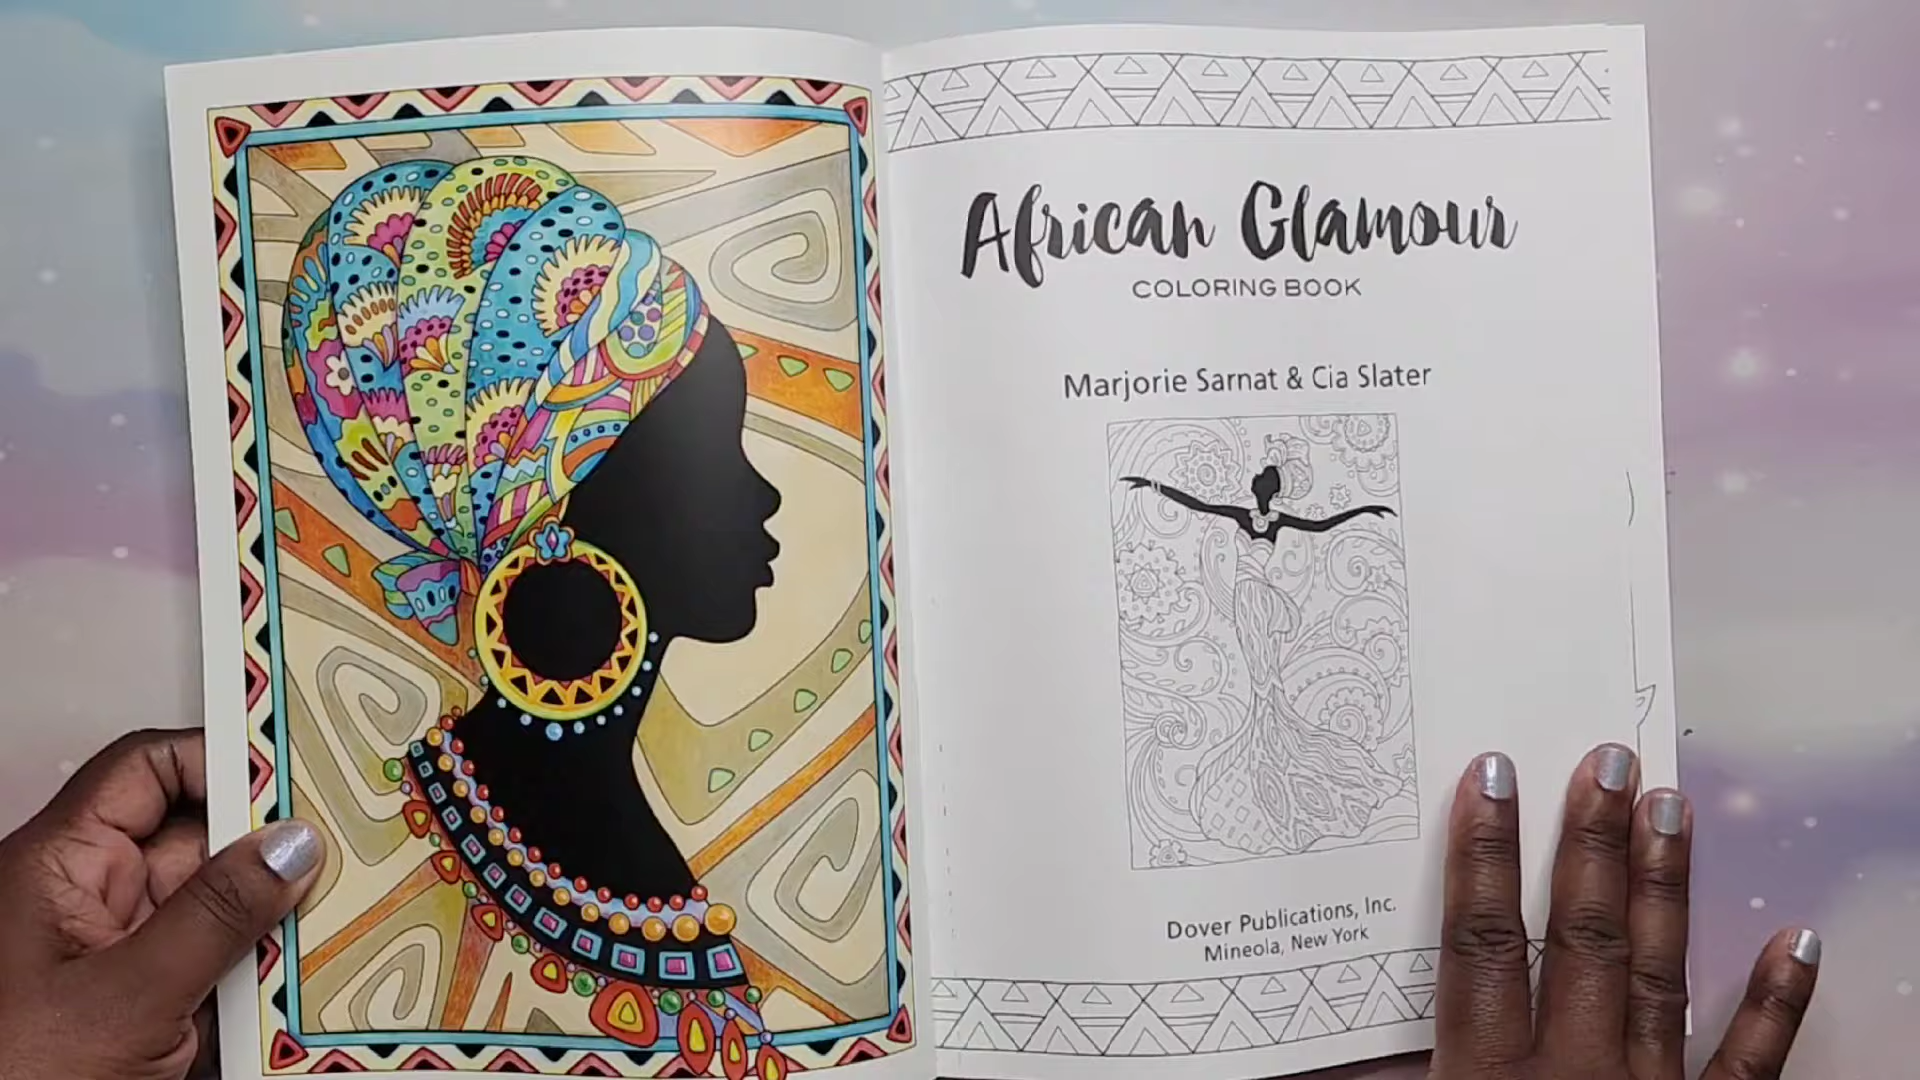 African Glamour
COLORING BOOK
Marjorie Sarnat & Cia Slater
Dover Publications, Inc.
Mineola, New York